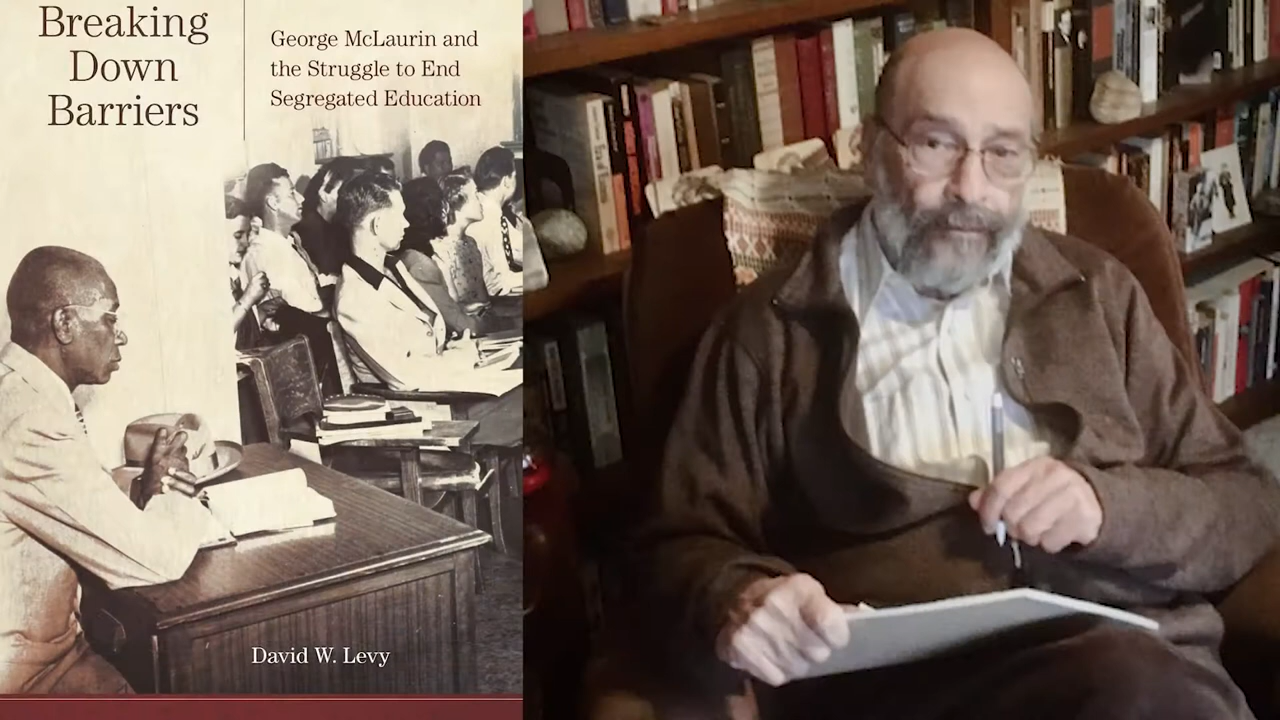 Breaking
Down
Barriers
George McLaurin and
the Struggle to End
Segregated Education
David W. Levy